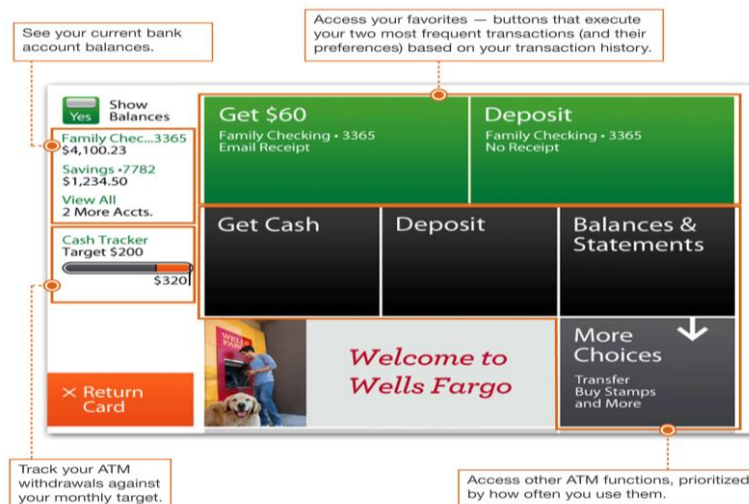 See your current bank
account balances.
Access your favorites — buttons that execute
your two most frequent transactions (and their
preferences) based on your transaction history.
Yes
Show
Balances
Family Chec...3365
$4,100.23
Savings •7782
$1,234.50
View All
2 More Accts.
Cash Tracker
Target $200
$320
× Return
Card
Get $60
Family Checking • 3365
Email Receipt
Deposit
Family Checking • 3365
No Receipt
Get Cash
Deposit
Balances &
Statements
WELLS
FARGO
Welcome to
Wells Fargo
More
Choices
Transfer
Buy Stamps
and More
Track your ATM
withdrawals against
your monthly target.
Access other ATM functions, prioritized
by how often you use them.